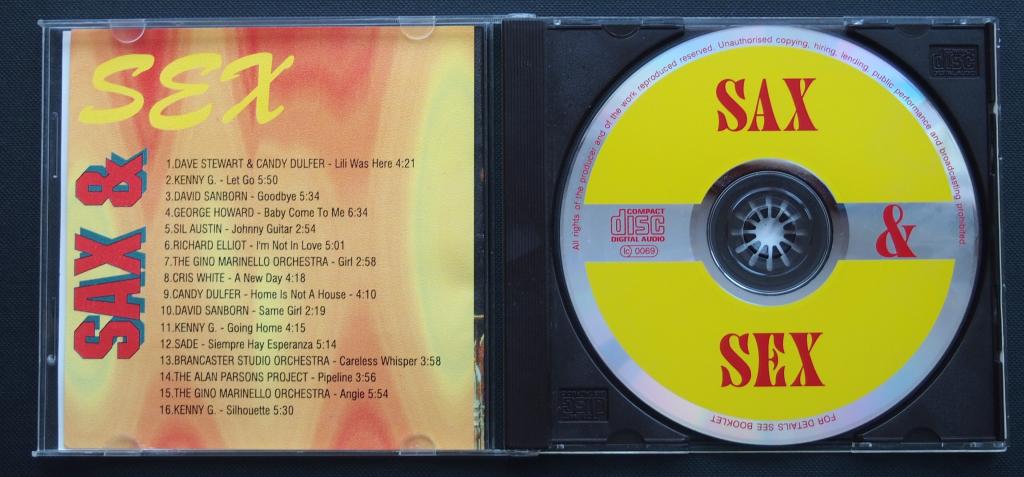 SEX
SAX &
1.DAVE STEWART & CANDY DULFER - Lili Was Here 4:21
2.KENNY G. - Let Go 5:50
3.DAVID SANBORN - Goodbye 5:34
4.GEORGE HOWARD - Baby Come To Me 6:34
5.SIL AUSTIN - Johnny Guitar 2:54
6.RICHARD ELLIOT - I'm Not In Love 5:01
7.THE GINO MARINELLO ORCHESTRA - Girl 2:58
8.CRIS WHITE - A New Day 4:18
9.CANDY DULFER - Home Is Not A House - 4:10
10.DAVID SANBORN - Same Girl 2:19
11.KENNY G. - Going Home 4:15
12.SADE - Siempre Hay Esperanza 5:14
13.BRANCASTER STUDIO ORCHESTRA - Careless Whisper 3:58
14.THE ALAN PARSONS PROJECT - Pipeline 3:56
15.THE GINO MARINELLO ORCHESTRA - Angie 5:54
16.KENNY G. - Silhouette 5:30
All rights of the producer and of the work reproduced reserved. Unauthorised copying, hiring, lending, public performance and broadcasting prohibited.
SAX
COMPACT
disc
DIGITAL AUDIO
(c) 0069
&
SEX
FOR DETAILS SEE BOOKLET